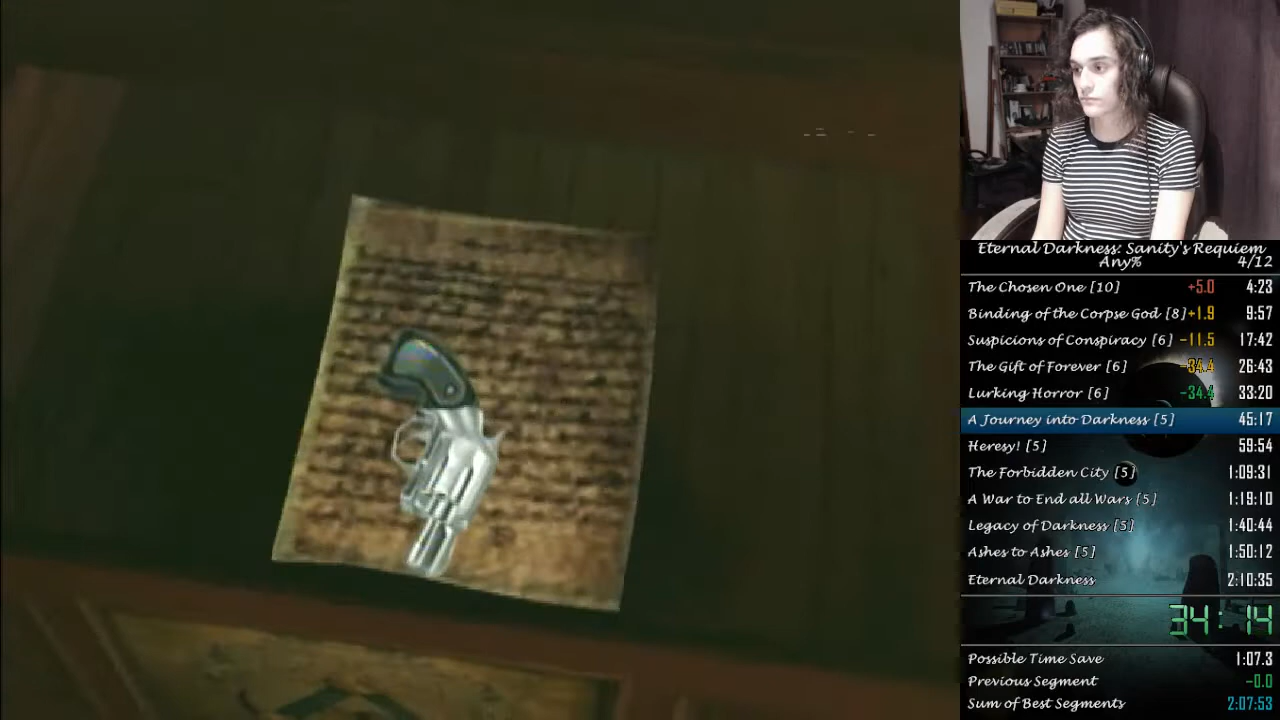 Eternal Darkness: Sanity's Requiem
Any% 4/12
The Chosen One [10] +5.0 4:23
Binding of the Corpse God [8] +1.9 9:57
Suspicions of Conspiracy [6] -11.5 17:42
The Gift of Forever [6] -34.4 26:43
Lurking Horror [6] -34.4 33:20
A Journey into Darkness [5] 45:17
Heresy! [5] 59:54
The Forbidden City [5] 1:09:31
A War to End all Wars [5] 1:19:10
Legacy of Darkness [5] 1:40:44
Ashes to Ashes [5] 1:50:12
Eternal Darkness 2:10:35
34:14
Possible Time Save 1:07.3
Previous Segment -0.0
Sum of Best Segments 2:07:53